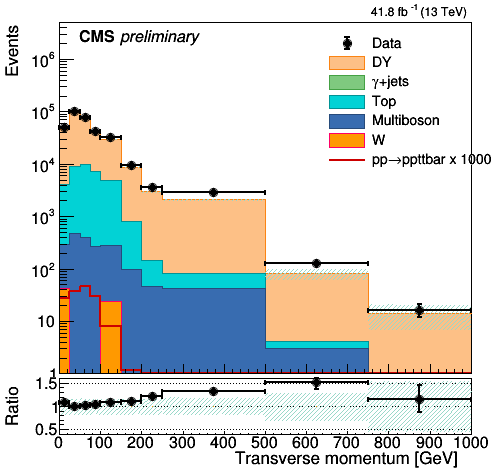 41.8 fb⁻¹ (13 TeV)
CMS preliminary
Events
10⁶
10⁵
10⁴
10³
10²
10
1
Data
DY
γ+jets
Top
Multiboson
W
pp→ppttbar x 1000
Ratio
1.5
1
0.5
0 100 200 300 400 500 600 700 800 900 1000
Transverse momentum [GeV]